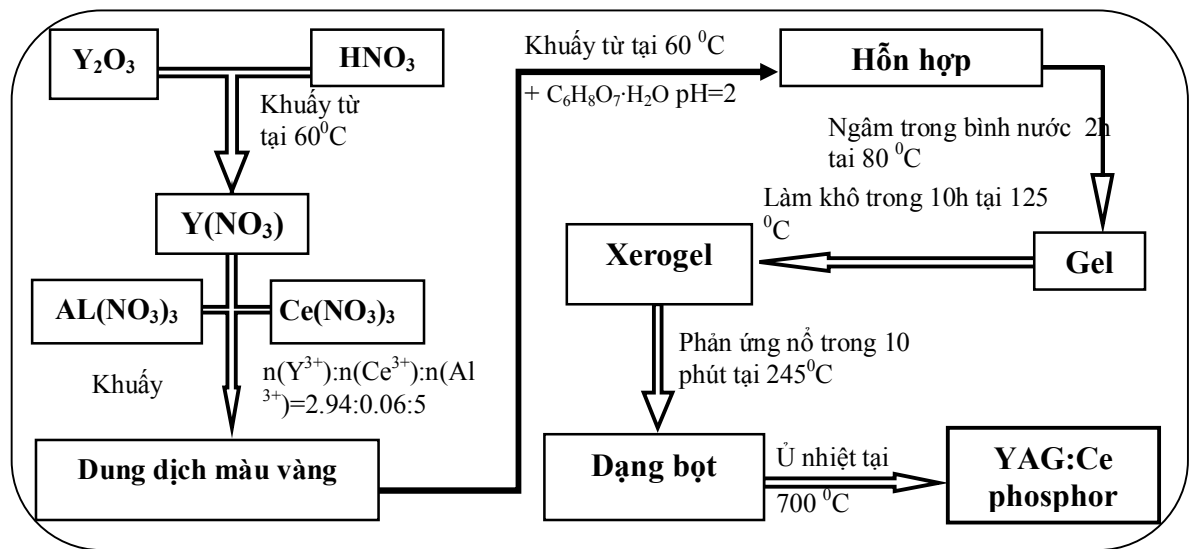 Y₂O₃
HNO₃
Khuấy từ
tại 60⁰C
Y(NO₃)
AL(NO₃)₃
Ce(NO₃)₃
Khuấy
n(Y³⁺):n(Ce³⁺):n(Al
³⁺)=2.94:0.06:5
Dung dịch màu vàng
Khuấy từ tại 60 ⁰C
+ C₆H₈O₇·H₂O pH=2
Hỗn hợp
Ngâm trong bình nước 2h
tai 80 ⁰C
Gel
Làm khô trong 10h tại 125
⁰C
Xerogel
Phản ứng nổ trong 10
phút tại 245⁰C
Dạng bọt
Ủ nhiệt tại
700 ⁰C
YAG:Ce
phosphor